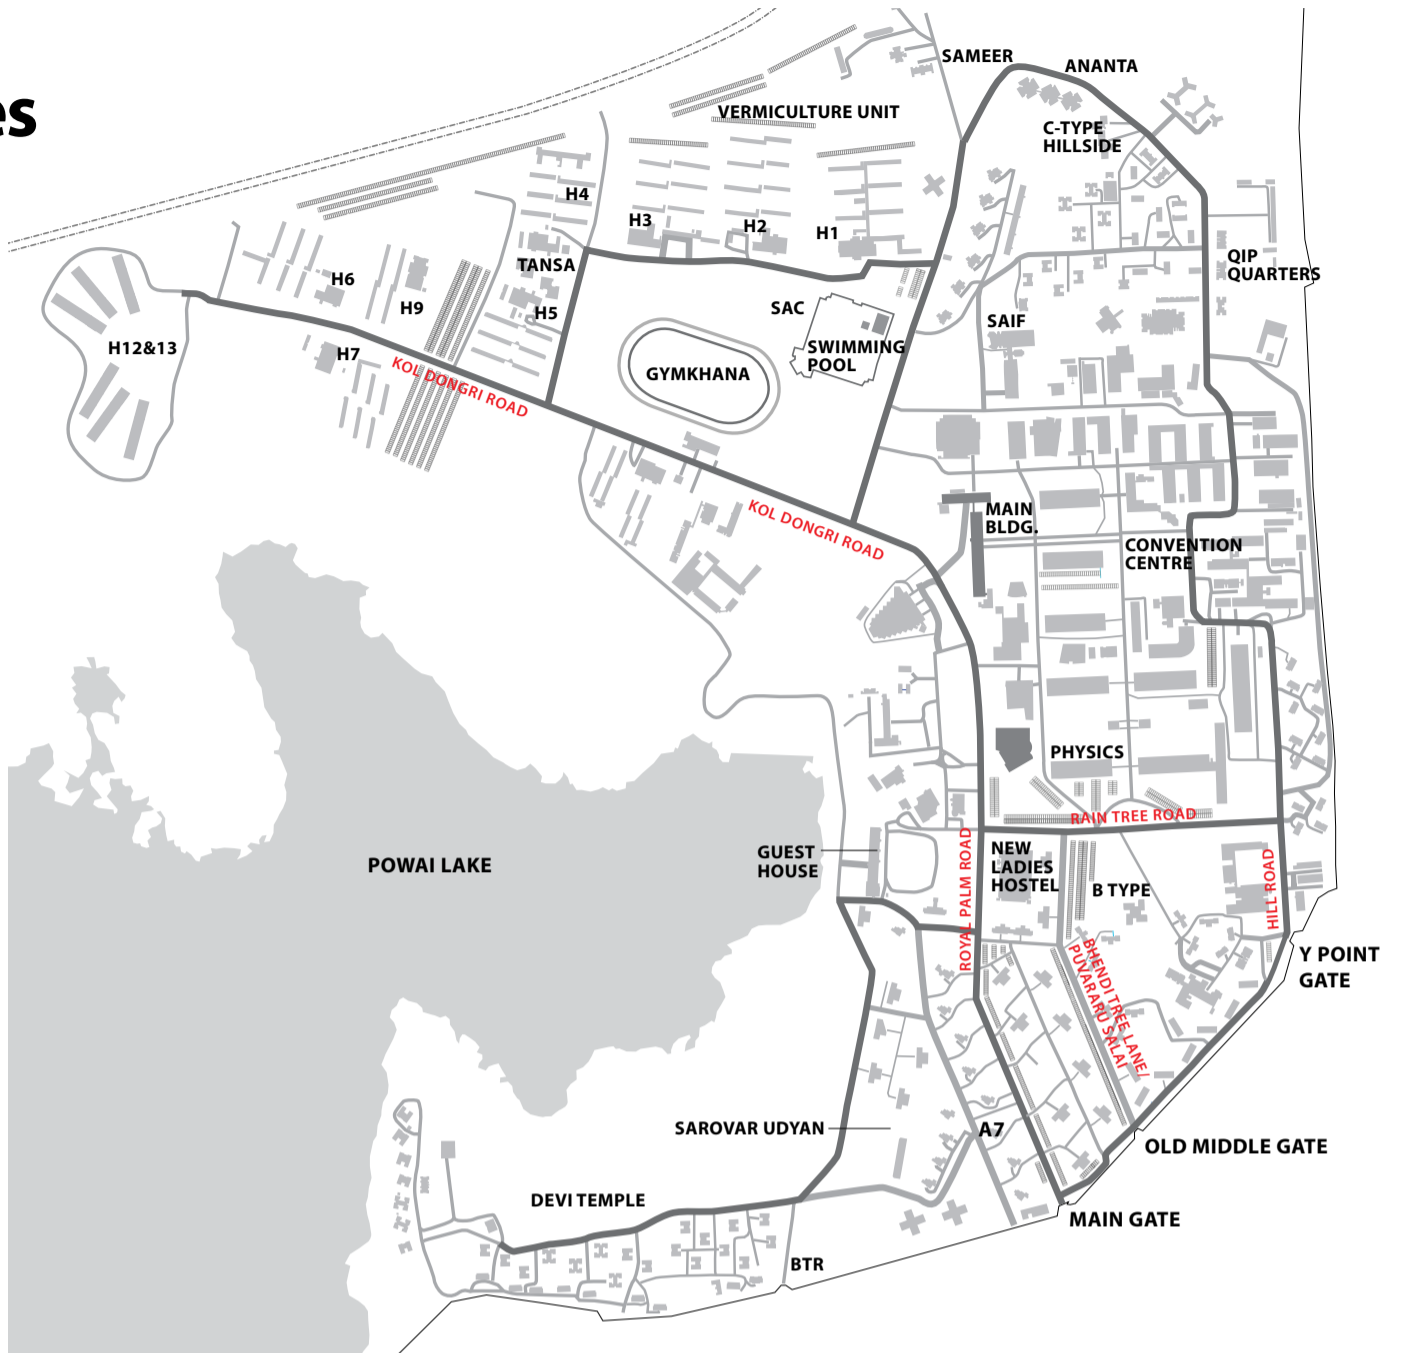 es
SAMEER
ANANTA
VERMICULTURE UNIT
C-TYPE
HILLSIDE
H4
H3
H2
H1
TANSA
QIP
QUARTERS
H6
H9
H5
SAC
SAIF
H12&13
H7
SWIMMING
POOL
GYMKHANA
KOL DONGRI ROAD
KOL DONGRI ROAD
MAIN
BLDG.
CONVENTION
CENTRE
PHYSICS
RAIN TREE ROAD
POWAI LAKE
GUEST
HOUSE
ROYAL PALM ROAD
NEW
LADIES
HOSTEL
B TYPE
HILL ROAD
BHENDI TREE LANE/
PUVARARU SALAI
Y POINT
GATE
SAROVAR UDYAN
A7
OLD MIDDLE GATE
DEVI TEMPLE
MAIN GATE
BTR